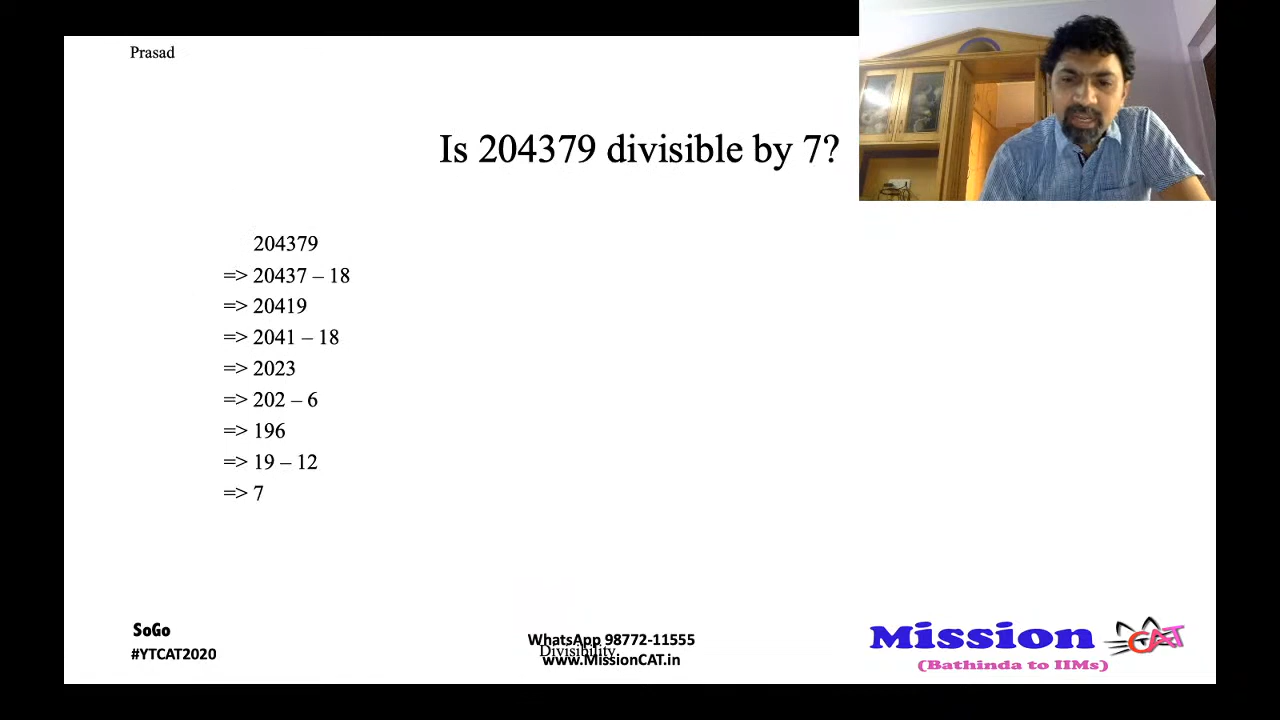 Prasad
Is 204379 divisible by 7?
204379
=> 20437 – 18
=> 20419
=> 2041 – 18
=> 2023
=> 202 – 6
=> 196
=> 19 – 12
=> 7
SoGo
#YTCAT2020
WhatsApp 98772-11555
Divisibility
www.MissionCAT.in
Mission CAT
(Bathinda to IIMs)